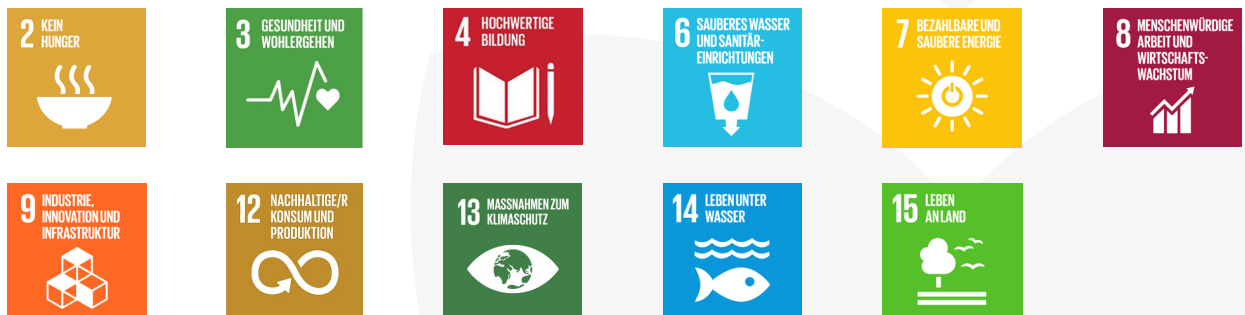 2 KEIN
HUNGER
3 GESUNDHEIT UND
WOHLERGEHEN
4 HOCHWERTIGE
BILDUNG
6 SAUBERES WASSER
UND SANITÄR-
EINRICHTUNGEN
7 BEZAHLBARE UND
SAUBERE ENERGIE
8 MENSCHENWÜRDIGE
ARBEIT UND
WIRTSCHAFTS-
WACHSTUM
9 INDUSTRIE,
INNOVATION UND
INFRASTRUKTUR
12 NACHHALTIGE/R
KONSUM UND
PRODUKTION
13 MASSNAHMEN ZUM
KLIMASCHUTZ
14 LEBEN UNTER
WASSER
15 LEBEN
AN LAND